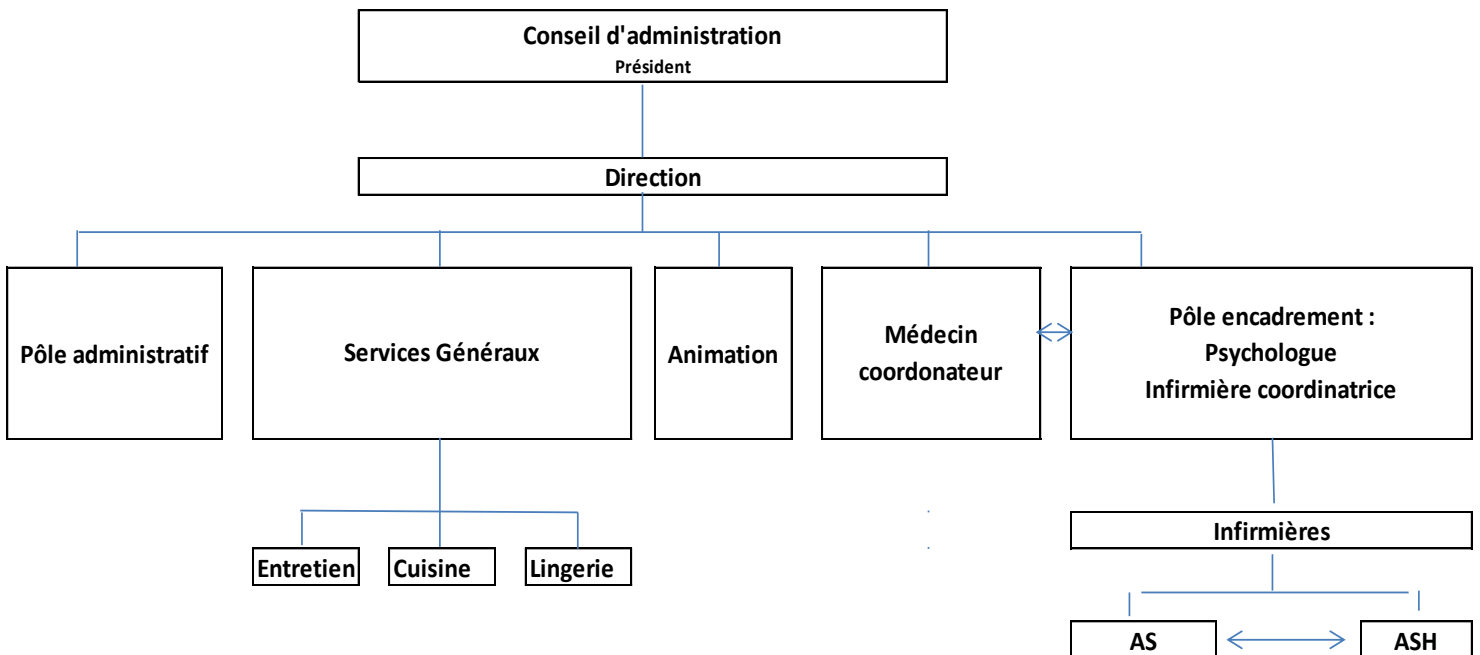 Conseil d'administration
Président
Direction
Pôle administratif
Services Généraux
Animation
Médecin
coordonateur
Pôle encadrement :
Psychologue
Infirmière coordinatrice
Infirmières
Entretien
Cuisine
Lingerie
AS
ASH